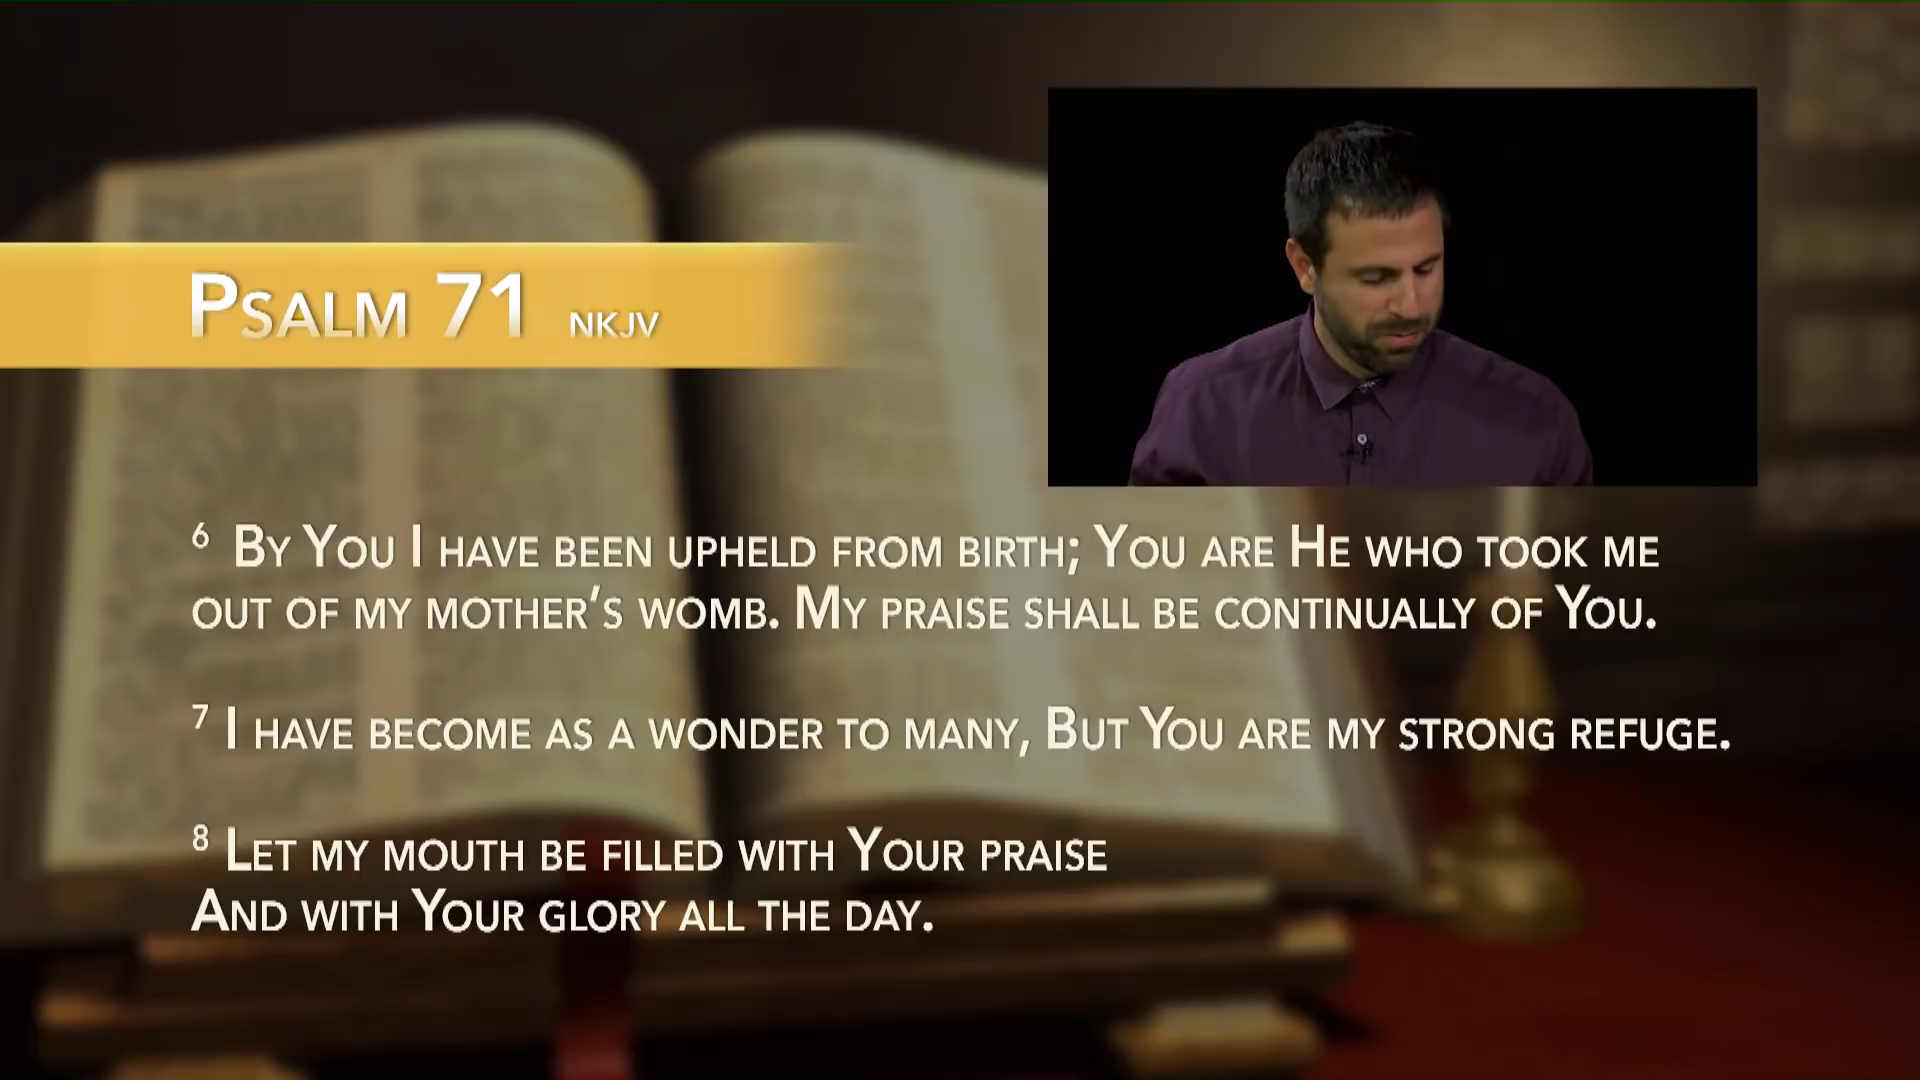 Psalm 71 NKJV
6 By You I have been upheld from birth; You are He who took me
out of my mother's womb. My praise shall be continually of You.
7 I have become as a wonder to many, But You are my strong refuge.
8 Let my mouth be filled with Your praise
And with Your glory all the day.